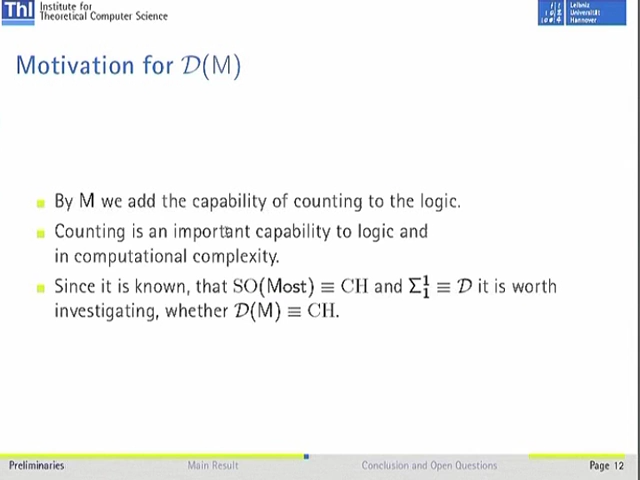 ThI Institute for
Theoretical Computer Science
Leibniz
Universität
Hannover
Motivation for 𝒟(M)
By M we add the capability of counting to the logic.
Counting is an important capability to logic and
in computational complexity.
Since it is known, that SO(Most) ≡ CH and Σ¹₁ ≡ 𝒟 it is worth
investigating, whether 𝒟(M) ≡ CH.
Preliminaries Main Result Conclusion and Open Questions Page 12